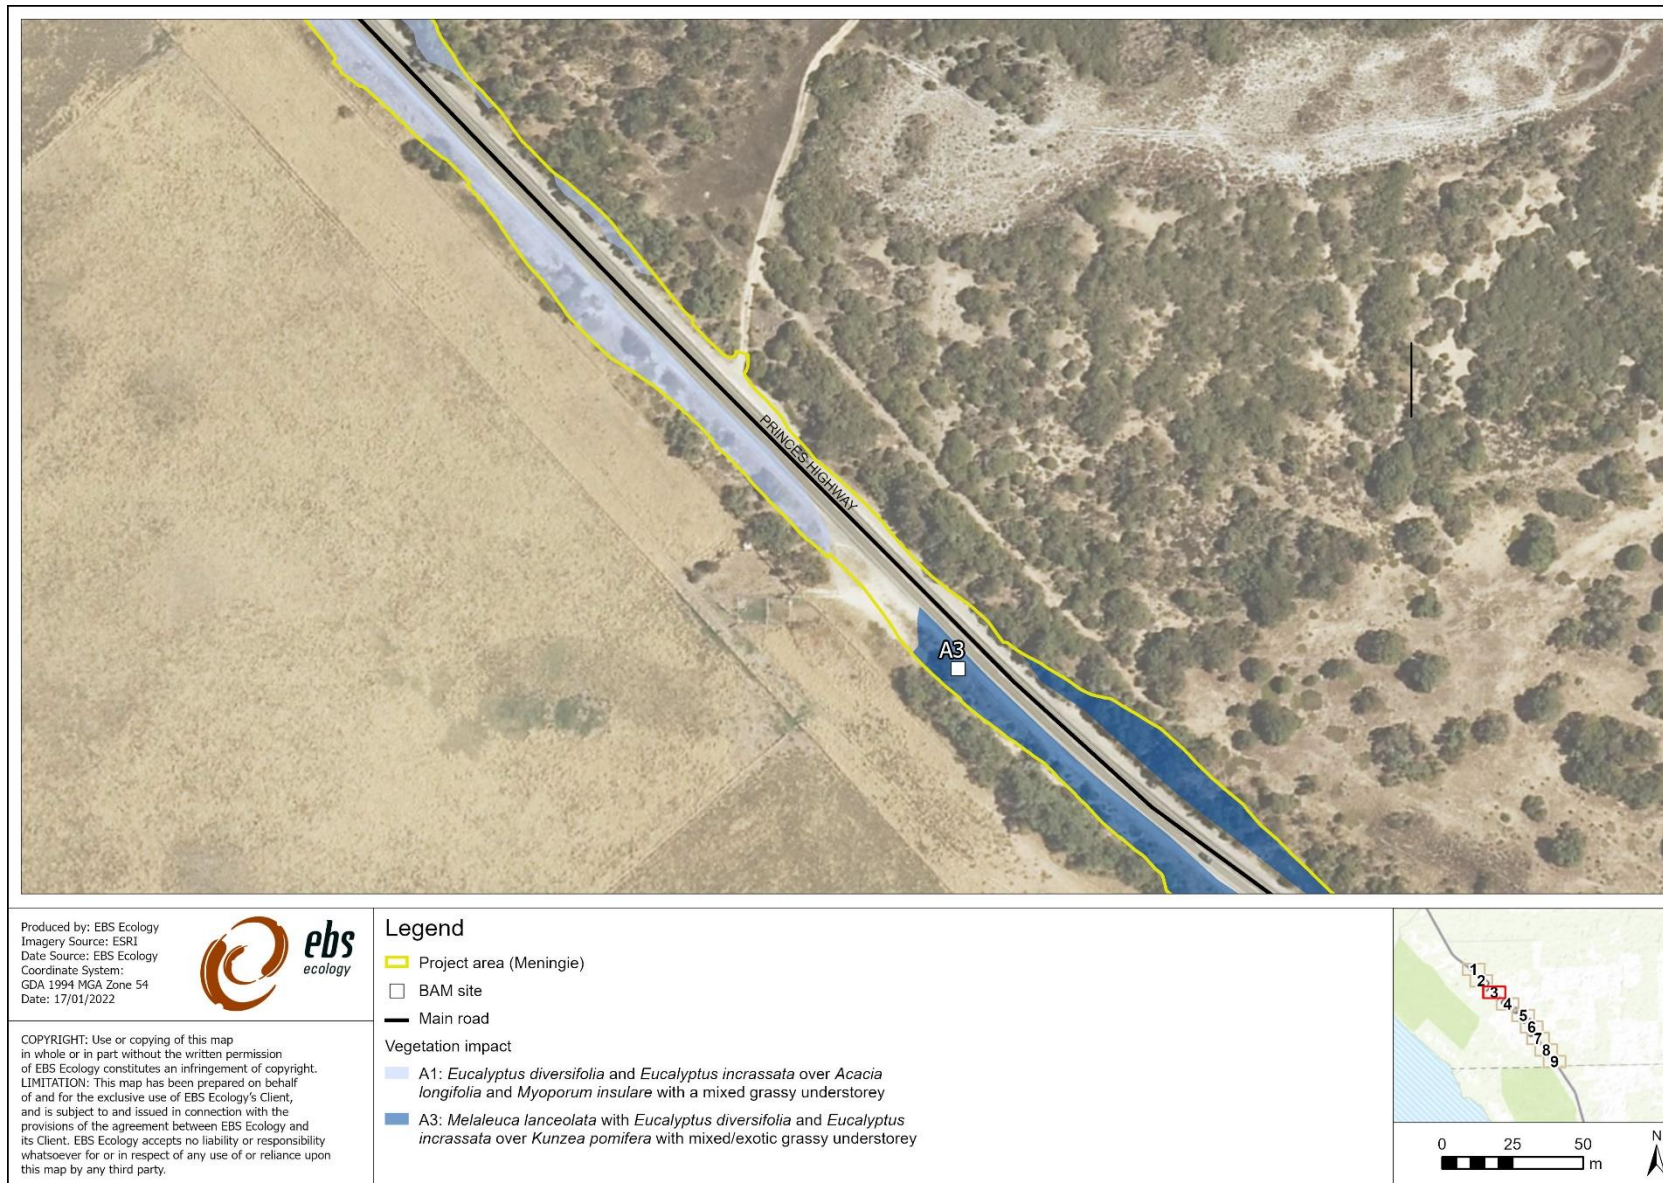 PRINCES HIGHWAY
A3
Produced by: EBS Ecology
Imagery Source: ESRI
Date Source: EBS Ecology
Coordinate System:
GDA 1994 MGA Zone 54
Date: 17/01/2022
ebs
ecology
COPYRIGHT: Use or copying of this map
in whole or in part without the written permission
of EBS Ecology constitutes an infringement of copyright.
LIMITATION: This map has been prepared on behalf
of and for the exclusive use of EBS Ecology's Client,
and is subject to and issued in connection with the
provisions of the agreement between EBS Ecology and
its Client. EBS Ecology accepts no liability or responsibility
whatsoever for or in respect of any use of or reliance upon
this map by any third party.
Legend
Project area (Meningie)
BAM site
Main road
Vegetation impact
A1: Eucalyptus diversifolia and Eucalyptus incrassata over Acacia
longifolia and Myoporum insulare with a mixed grassy understorey
A3: Melaleuca lanceolata with Eucalyptus diversifolia and Eucalyptus
incrassata over Kunzea pomifera with mixed/exotic grassy understorey
1
2
3
4
5
6
7
8
9
0 25 50
m
N